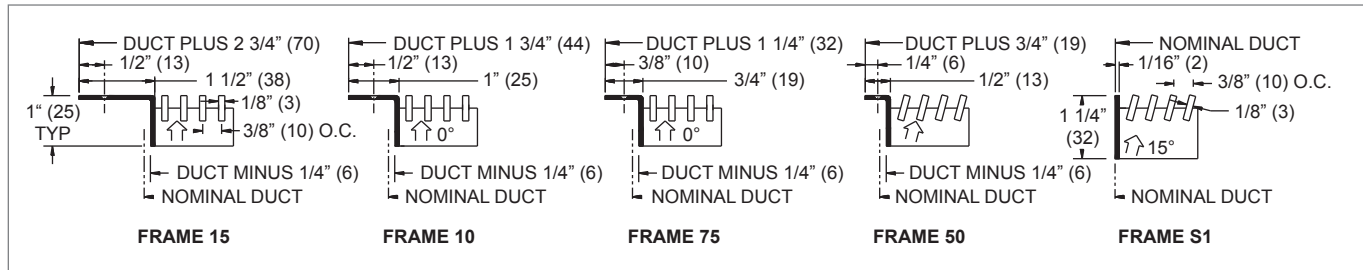 DUCT PLUS 2 3/4” (70)
1/2” (13)
1 1/2” (38)
1“ (25)
TYP
1/8” (3)
3/8” (10) O.C.
DUCT MINUS 1/4” (6)
NOMINAL DUCT
FRAME 15
DUCT PLUS 1 3/4” (44)
1/2” (13)
1” (25)
0°
DUCT MINUS 1/4” (6)
NOMINAL DUCT
FRAME 10
DUCT PLUS 1 1/4” (32)
3/8” (10)
3/4” (19)
0°
DUCT MINUS 1/4” (6)
NOMINAL DUCT
FRAME 75
DUCT PLUS 3/4” (19)
1/4” (6)
1/2” (13)
DUCT MINUS 1/4” (6)
NOMINAL DUCT
FRAME 50
NOMINAL DUCT
1/16” (2)
3/8” (10) O.C.
1/8” (3)
1 1/4”
(32)
15°
NOMINAL DUCT
FRAME S1